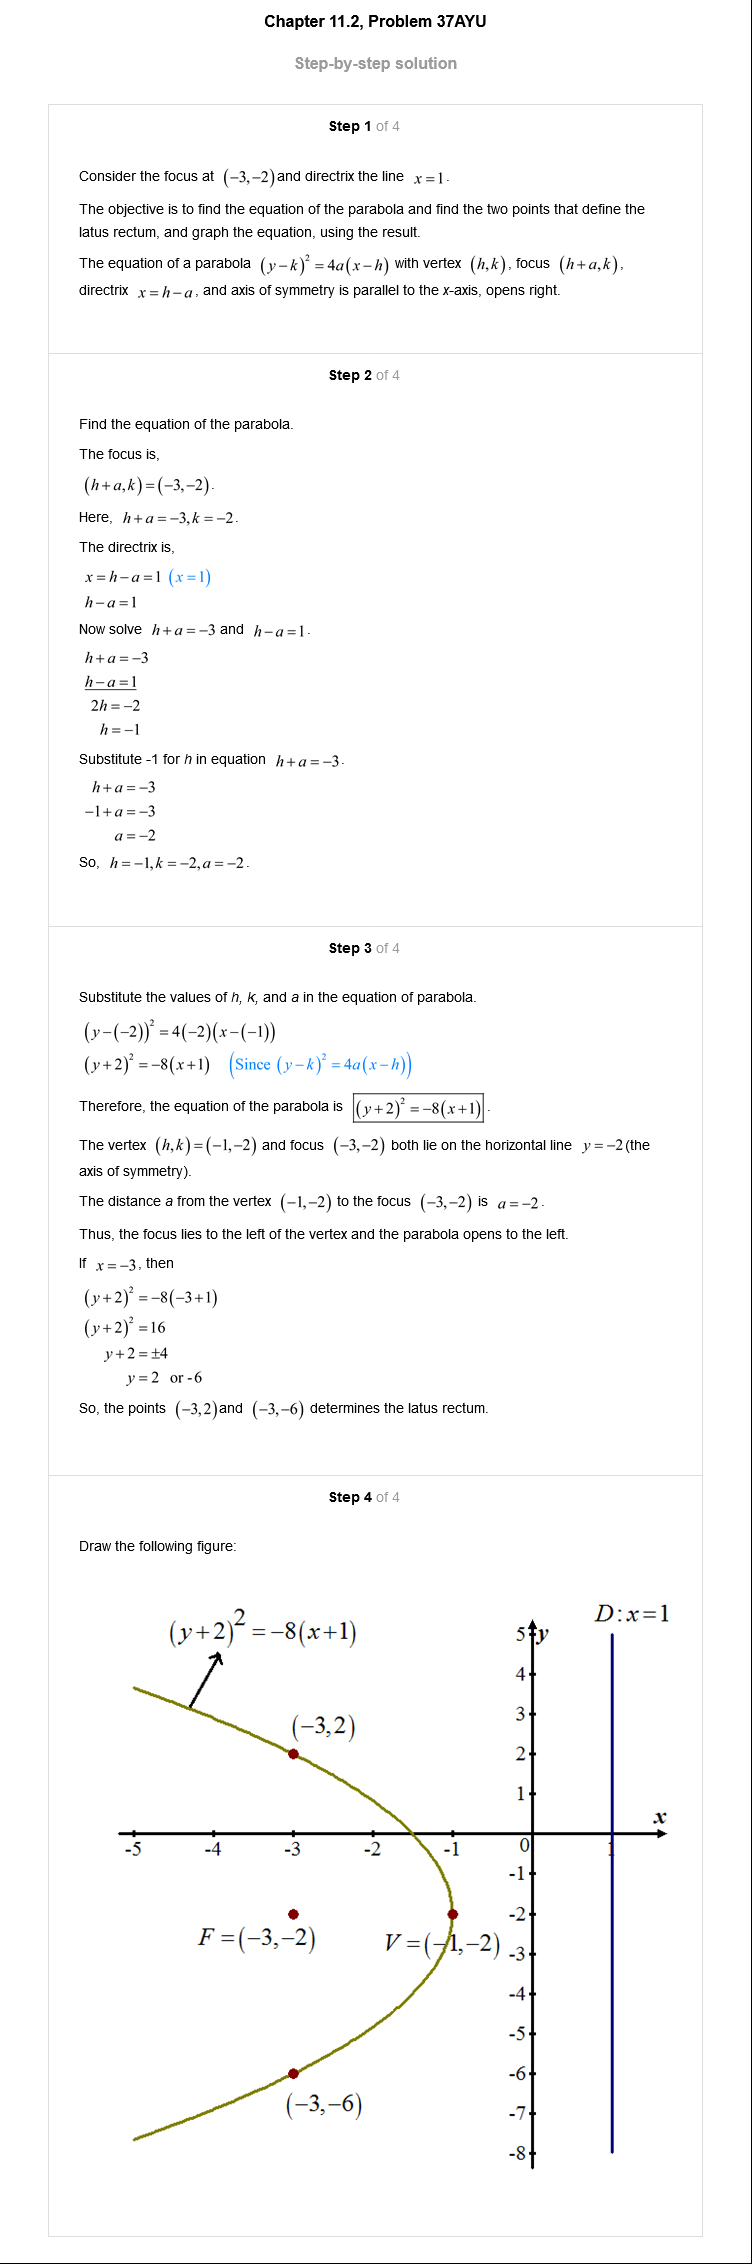 Chapter 11.2, Problem 37AYU
Step-by-step solution
Step 1 of 4
Consider the focus at (−3,−2) and directrix the line x = 1.
The objective is to find the equation of the parabola and find the two points that define the
latus rectum, and graph the equation, using the result.
The equation of a parabola (y−k)² = 4a(x−h) with vertex (h,k), focus (h+a,k),
directrix x = h−a, and axis of symmetry is parallel to the x-axis, opens right.
Step 2 of 4
Find the equation of the parabola.
The focus is,
(h+a,k) = (−3,−2).
Here, h+a = −3, k = −2.
The directrix is,
x = h−a = 1 (x = 1)
h−a = 1
Now solve h+a = −3 and h−a = 1.
h+a = −3
h−a = 1
2h = −2
h = −1
Substitute -1 for h in equation h+a = −3.
h+a = −3
−1+a = −3
a = −2
So, h = −1, k = −2, a = −2.
Step 3 of 4
Substitute the values of h, k, and a in the equation of parabola.
(y−(−2))² = 4(−2)(x−(−1))
(y+2)² = −8(x+1) (Since (y−k)² = 4a(x−h))
Therefore, the equation of the parabola is (y+2)² = −8(x+1).
The vertex (h,k) = (−1,−2) and focus (−3,−2) both lie on the horizontal line y = −2 (the
axis of symmetry).
The distance a from the vertex (−1,−2) to the focus (−3,−2) is a = −2.
Thus, the focus lies to the left of the vertex and the parabola opens to the left.
If x = −3, then
(y+2)² = −8(−3+1)
(y+2)² = 16
y+2 = ±4
y = 2 or -6
So, the points (−3,2) and (−3,−6) determines the latus rectum.
Step 4 of 4
Draw the following figure:
D: x = 1
(y+2)² = −8(x+1)
5 y
4
3
(−3,2)
2
1
x
-5 -4 -3 -2 -1 0 1
-1
-2
F = (−3,−2)
V = (−1,−2)
-3
-4
-5
-6
(−3,−6)
-7
-8